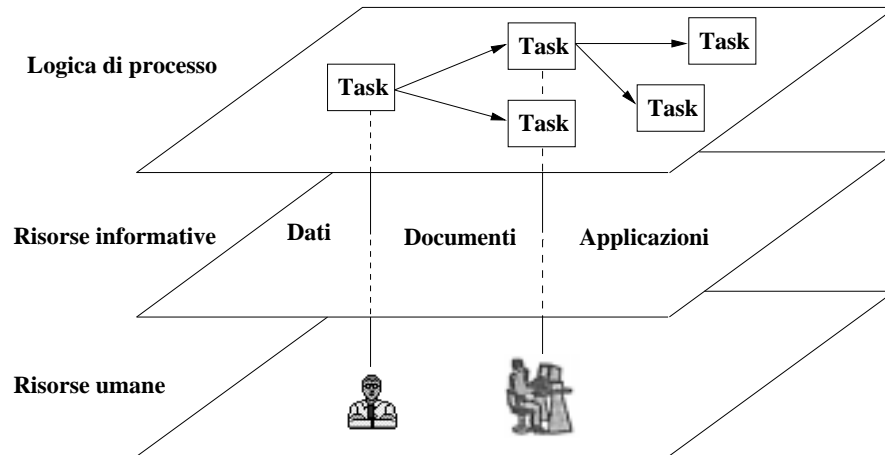 Task
Task
Logica di processo
Task
Task
Task
Risorse informative
Dati
Documenti
Applicazioni
Risorse umane